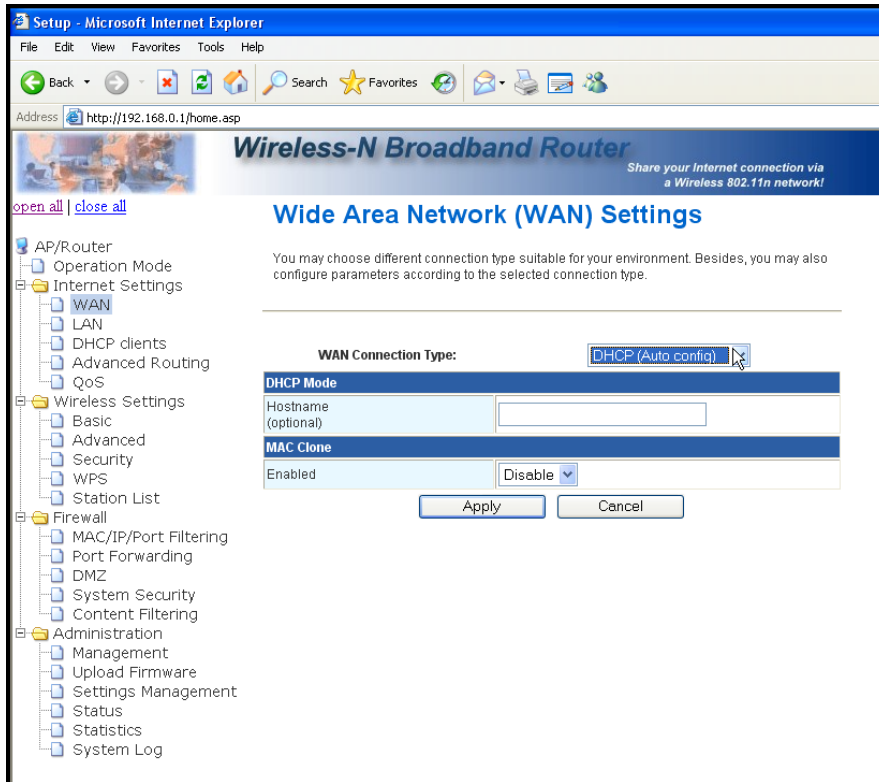 Setup - Microsoft Internet Explorer
File Edit View Favorites Tools Help
Back Search Favorites
Address http://192.168.0.1/home.asp
Wireless-N Broadband Router
Share your Internet connection via
a Wireless 802.11n network!
open all | close all
AP/Router
Operation Mode
Internet Settings
WAN
LAN
DHCP clients
Advanced Routing
QoS
Wireless Settings
Basic
Advanced
Security
WPS
Station List
Firewall
MAC/IP/Port Filtering
Port Forwarding
DMZ
System Security
Content Filtering
Administration
Management
Upload Firmware
Settings Management
Status
Statistics
System Log
Wide Area Network (WAN) Settings
You may choose different connection type suitable for your environment. Besides, you may also
configure parameters according to the selected connection type.
WAN Connection Type: DHCP (Auto config)
DHCP Mode
Hostname
(optional)
MAC Clone
Enabled Disable
Apply Cancel